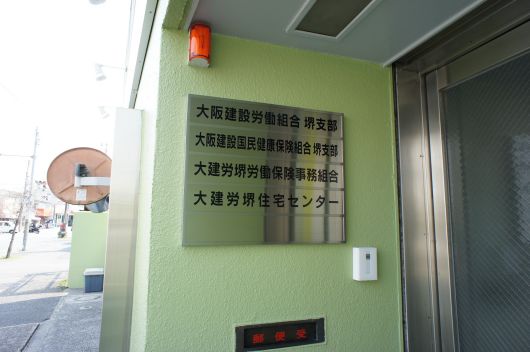 大阪建設労働組合 堺支部
大阪建設国民健康保険組合 堺支部
大建労堺労働保険事務組合
大建労堺住宅センター
郵便受